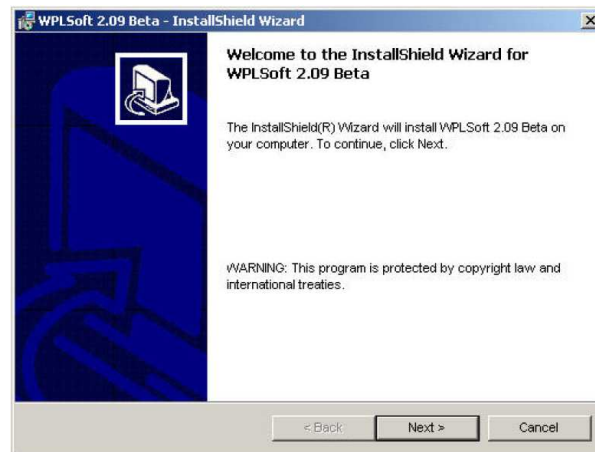 WPLSoft 2.09 Beta - InstallShield Wizard
Welcome to the InstallShield Wizard for
WPLSoft 2.09 Beta
The InstallShield(R) Wizard will install WPLSoft 2.09 Beta on
your computer. To continue, click Next.
WARNING: This program is protected by copyright law and
international treaties.
< Back
Next >
Cancel